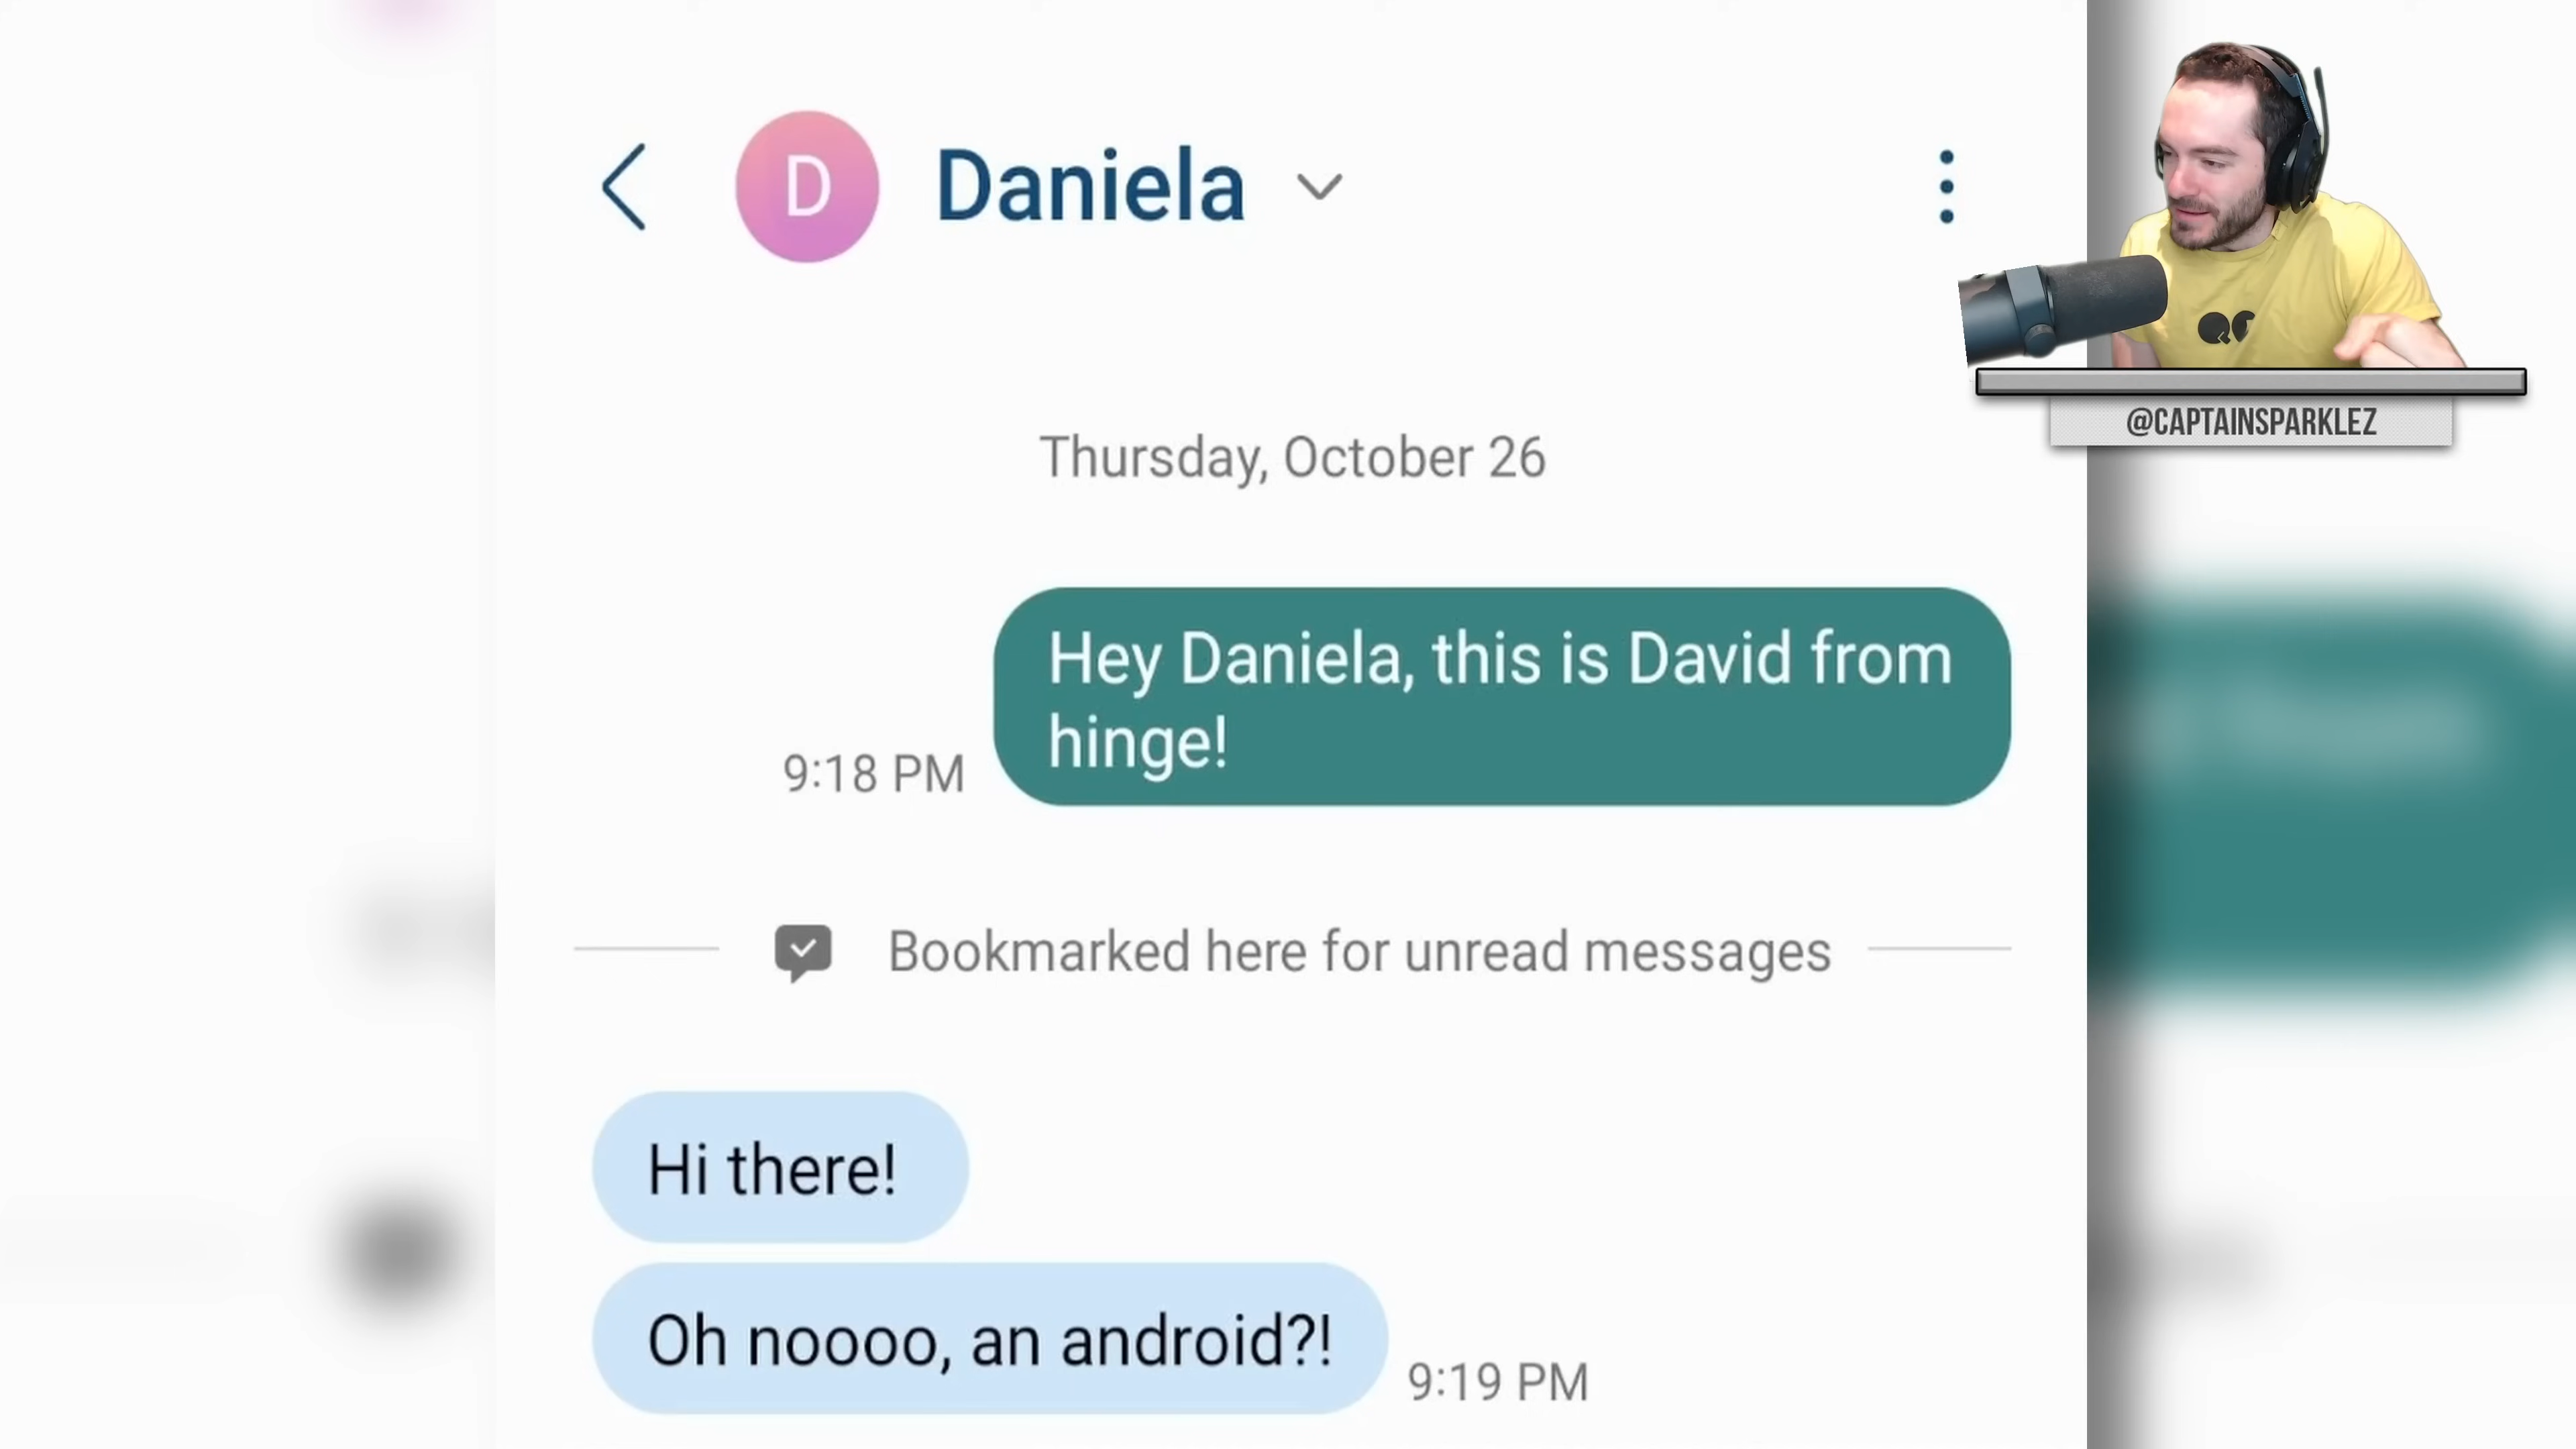 D
Daniela
@CAPTAINSPARKLEZ
Thursday, October 26
Hey Daniela, this is David from
hinge!
9:18 PM
Bookmarked here for unread messages
Hi there!
Oh noooo, an android?!
9:19 PM